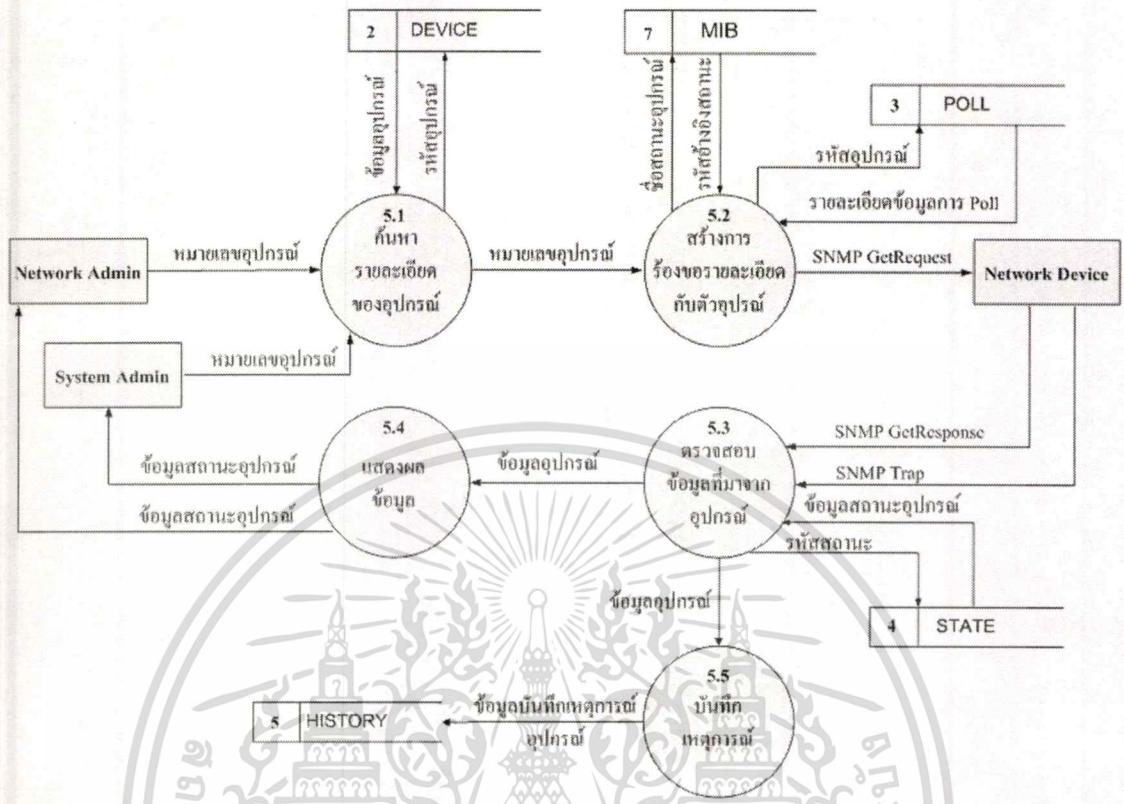 2 DEVICE
7 MIB
3 POLL
ข้อมูลอุปกรณ์
รหัสอุปกรณ์
ชื่อสถานะอุปกรณ์
รหัสอ้างอิงสถานะ
รหัสอุปกรณ์
รายละเอียดข้อมูลการ Poll
Network Admin
หมายเลขอุปกรณ์
5.1
ค้นหา
รายละเอียด
ของอุปกรณ์
หมายเลขอุปกรณ์
5.2
สร้างการ
ร้องขอรายละเอียด
กับตัวอุปรณ์
SNMP GetRequest
Network Device
System Admin
หมายเลขอุปกรณ์
5.4
แสดงผล
ข้อมูล
ข้อมูลสถานะอุปกรณ์
ข้อมูลสถานะอุปกรณ์
ข้อมูลอุปกรณ์
5.3
ตรวจสอบ
ข้อมูลที่มาจาก
อุปกรณ์
SNMP GetResponse
SNMP Trap
ข้อมูลสถานะอุปกรณ์
รหัสสถานะ
4 STATE
ข้อมูลอุปกรณ์
5.5
บันทึก
เหตุการณ์
ข้อมูลบันทึกเหตุการณ์
อุปกรณ์
5 HISTORY